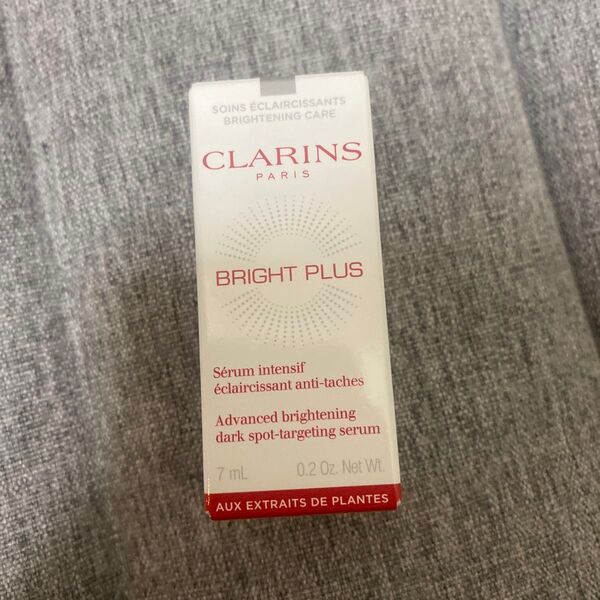 SOINS ÉCLAIRCISSANTS
BRIGHTENING CARE
CLARINS
PARIS
BRIGHT PLUS
Sérum intensif
éclaircissant anti-taches
Advanced brightening
dark spot-targeting serum
7 mL 0.2 Oz. Net Wt.
AUX EXTRAITS DE PLANTES